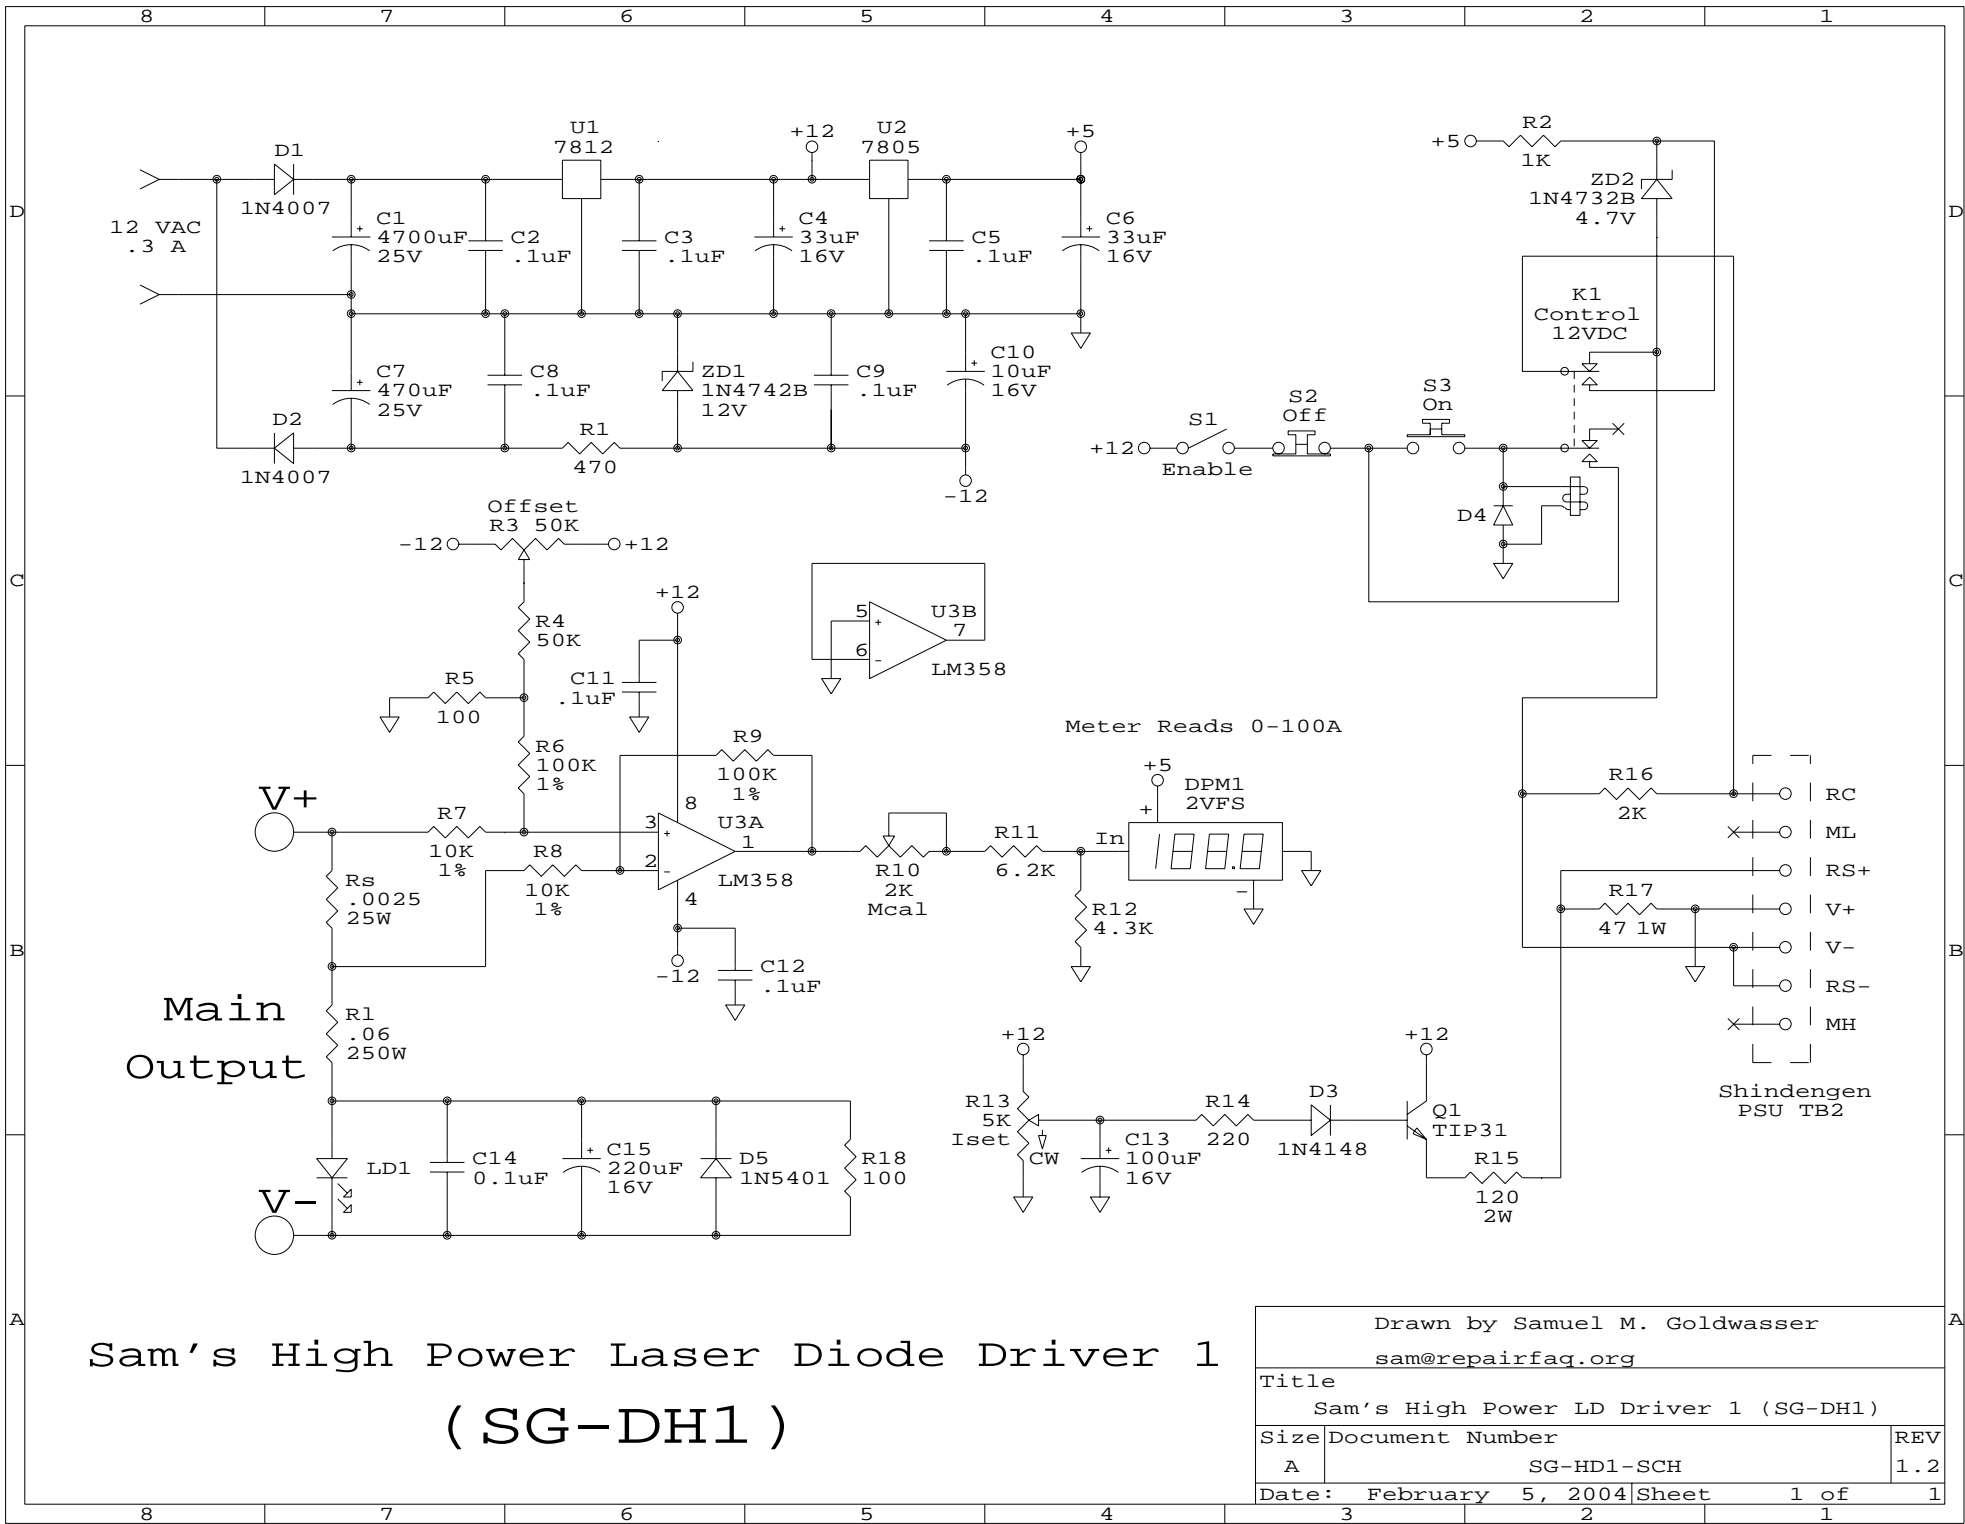 8 7 6 5 4 3 2 1
D
C
B
A
D
C
B
A
12 VAC
.3 A
D1
1N4007
C1
4700uF
25V
+
C2
.1uF
U1
7812
C3
.1uF
C4
33uF
16V
+
+12
U2
7805
C5
.1uF
+5
C6
33uF
16V
+
C7
470uF
25V
+
D2
1N4007
C8
.1uF
R1
470
ZD1
1N4742B
12V
C9
.1uF
C10
10uF
16V
+
-12
+5
R2
1K
ZD2
1N4732B
4.7V
K1
Control
12VDC
+12
S1
Enable
S2
Off
S3
On
D4
Offset
R3 50K
-12
+12
R4
50K
R5
100
R6
100K
1%
+12
C11
.1uF
5
+
6
-
U3B
7
LM358
R9
100K
1%
V+
R7
10K
1%
R8
10K
1%
3
+
2
-
8
U3A
1
LM358
4
-12
C12
.1uF
R10
2K
Mcal
R11
6.2K
R12
4.3K
Meter Reads 0-100A
+5
+
DPM1
2VFS
In
188.8
-
Rs
.0025
25W
Main
Output
Rl
.06
250W
V-
LD1
C14
0.1uF
C15
220uF
16V
+
D5
1N5401
R18
100
+12
R13
5K
Iset
CW
C13
100uF
16V
+
R14
220
D3
1N4148
+12
Q1
TIP31
R15
120
2W
R16
2K
R17
47 1W
RC
ML
RS+
V+
V-
RS-
MH
Shindengen
PSU TB2
Sam's High Power Laser Diode Driver 1
(SG-DH1)
Drawn by Samuel M. Goldwasser
sam@repairfaq.org
Title
Sam's High Power LD Driver 1 (SG-DH1)
Size Document Number REV
A SG-HD1-SCH 1.2
Date: February 5, 2004 Sheet 1 of 1
8 7 6 5 4 3 2 1